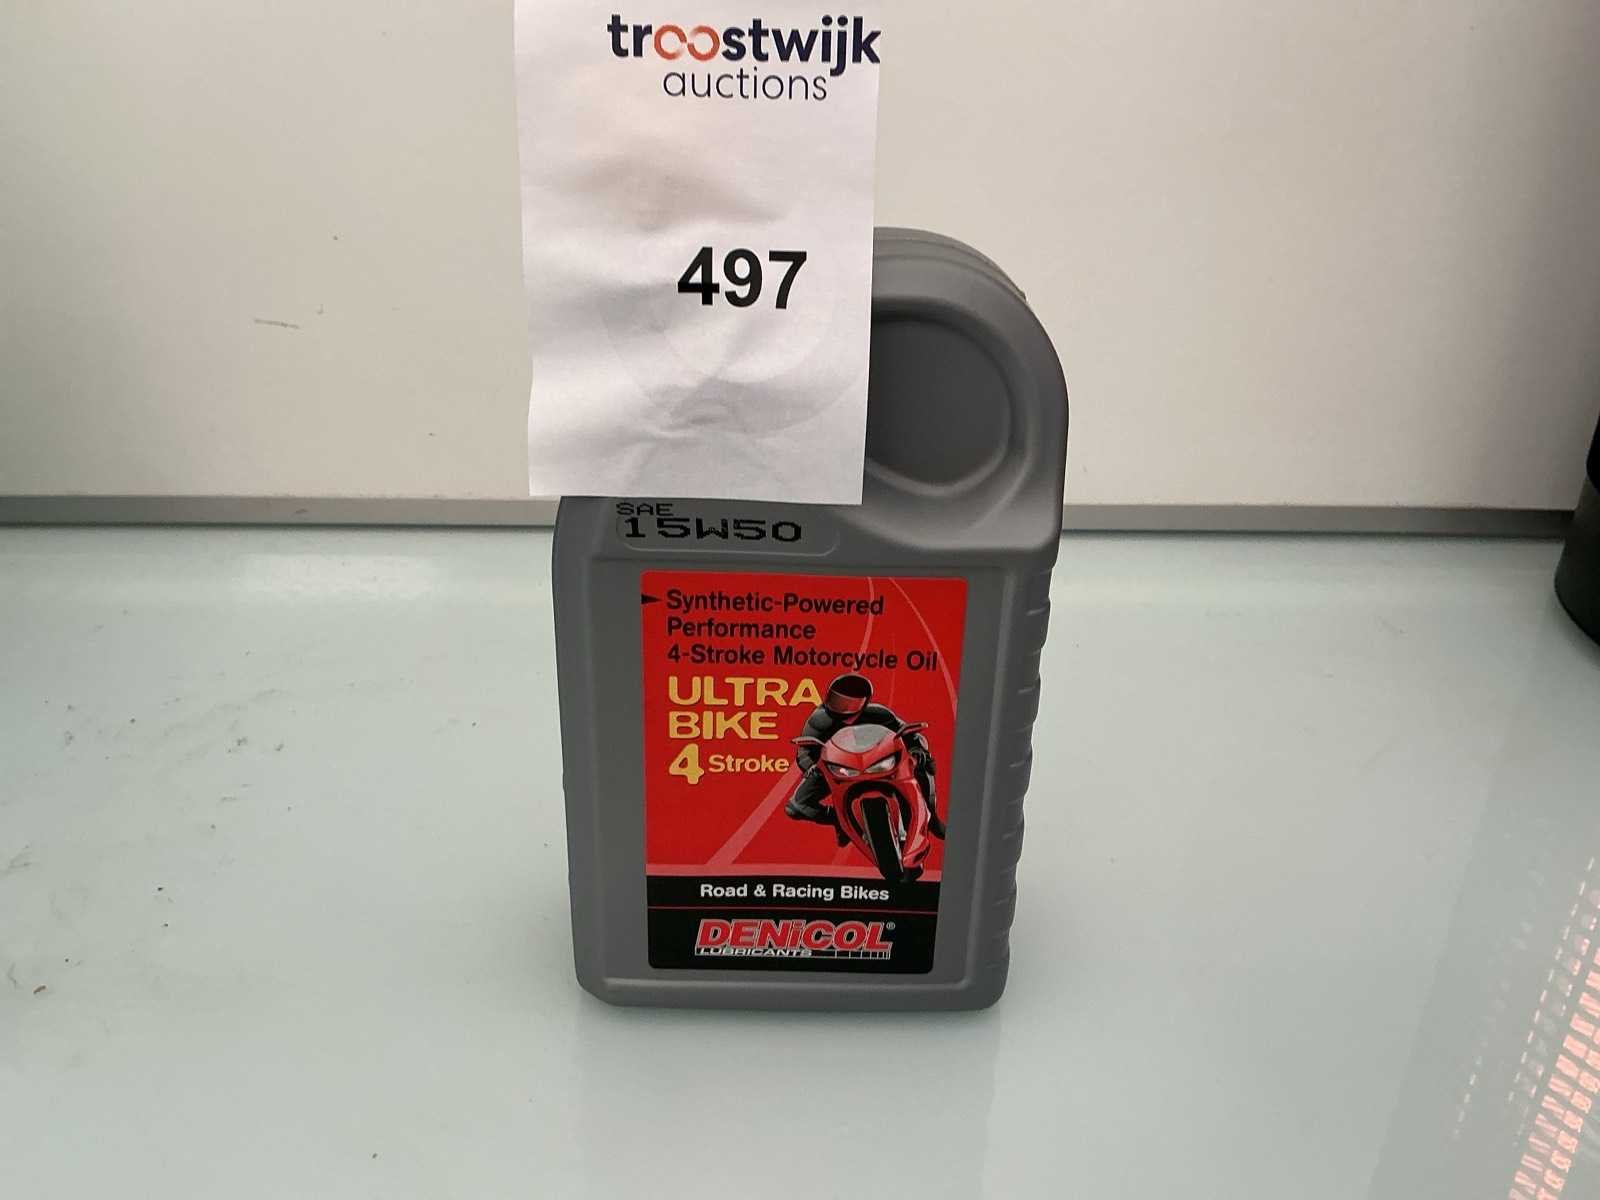 troostwijk
auctions
497
SAE
15W50
Synthetic-Powered
Performance
4-Stroke Motorcycle Oil
ULTRA
BIKE
4 Stroke
Road & Racing Bikes
DENiCOL®
LUBRICANTS